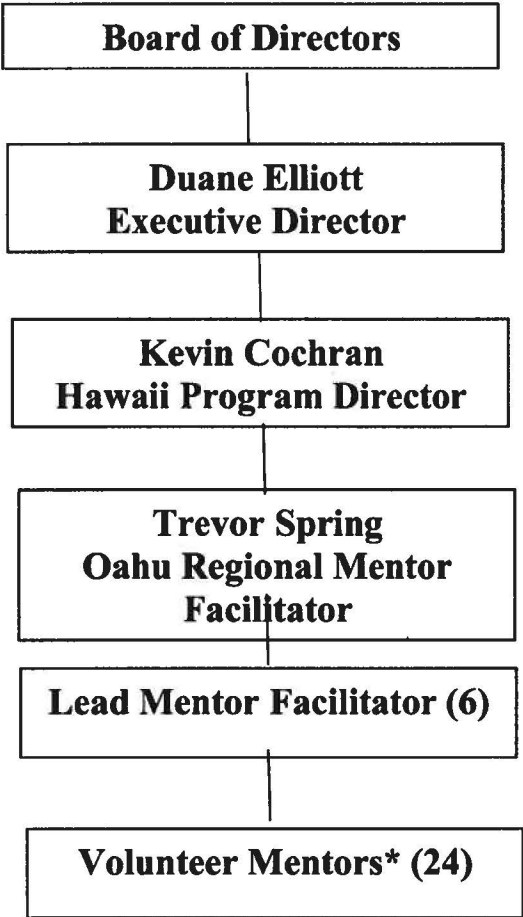 Board of Directors
Duane Elliott
Executive Director
Kevin Cochran
Hawaii Program Director
Trevor Spring
Oahu Regional Mentor
Facilitator
Lead Mentor Facilitator (6)
Volunteer Mentors* (24)